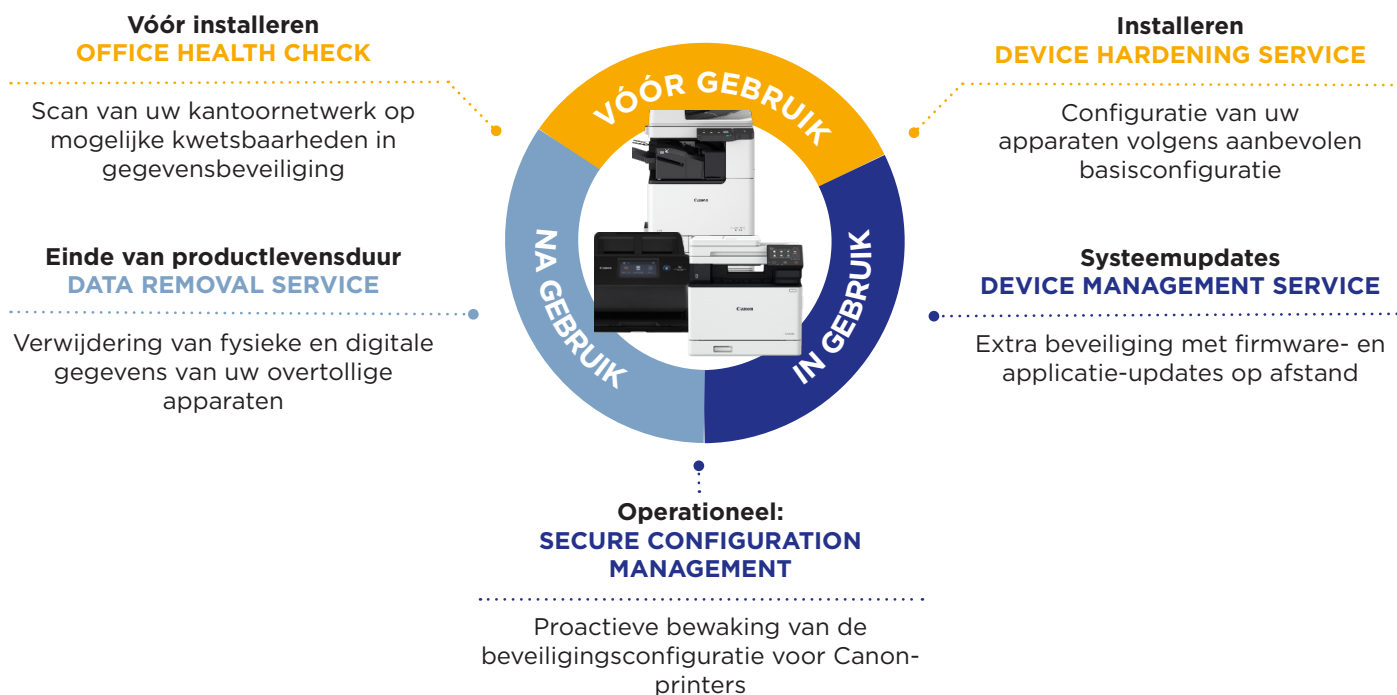 Vóór installeren
OFFICE HEALTH CHECK
Scan van uw kantoornetwerk op
mogelijke kwetsbaarheden in
gegevensbeveiliging
Installeren
DEVICE HARDENING SERVICE
Configuratie van uw
apparaten volgens aanbevolen
basisconfiguratie
VÓÓR GEBRUIK
NA GEBRUIK
IN GEBRUIK
Canon
Canon
Einde van productlevensduur
DATA REMOVAL SERVICE
Verwijdering van fysieke en digitale
gegevens van uw overtollige
apparaten
Systeemupdates
DEVICE MANAGEMENT SERVICE
Extra beveiliging met firmware- en
applicatie-updates op afstand
Operationeel:
SECURE CONFIGURATION
MANAGEMENT
Proactieve bewaking van de
beveiligingsconfiguratie voor Canon-
printers